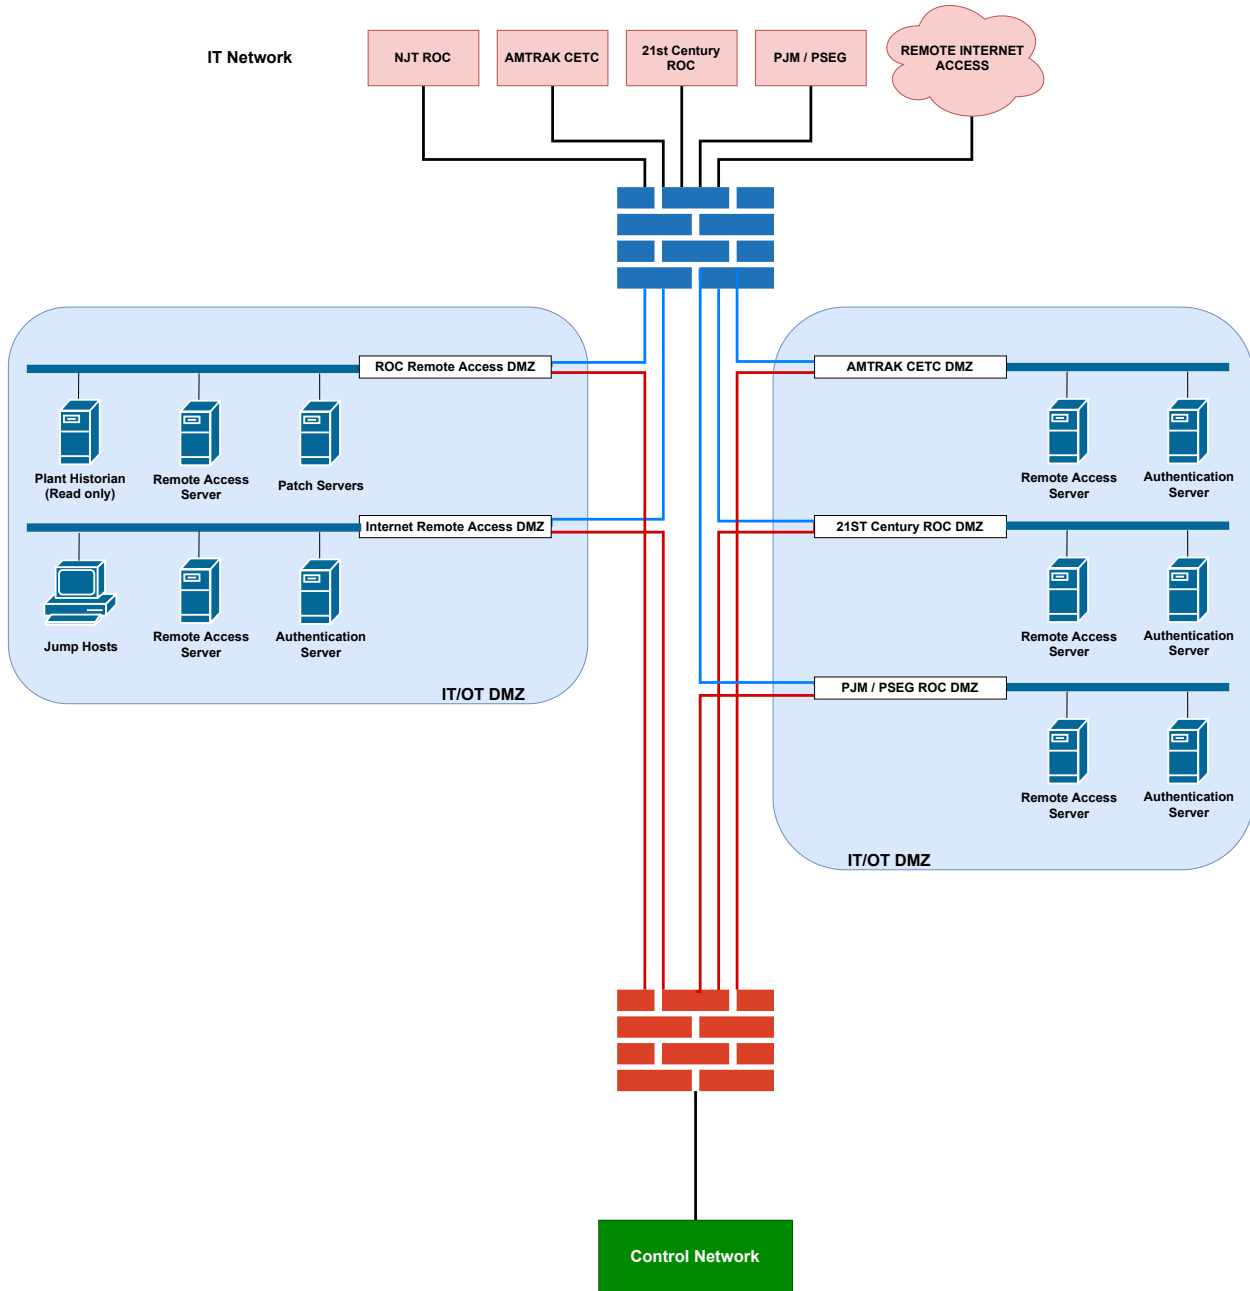 IT Network
NJT ROC
AMTRAK CETC
21st Century
ROC
PJM / PSEG
REMOTE INTERNET
ACCESS
ROC Remote Access DMZ
Plant Historian
(Read only)
Remote Access
Server
Patch Servers
Internet Remote Access DMZ
Jump Hosts
Remote Access
Server
Authentication
Server
IT/OT DMZ
AMTRAK CETC DMZ
Remote Access
Server
Authentication
Server
21ST Century ROC DMZ
Remote Access
Server
Authentication
Server
PJM / PSEG ROC DMZ
Remote Access
Server
Authentication
Server
IT/OT DMZ
Control Network